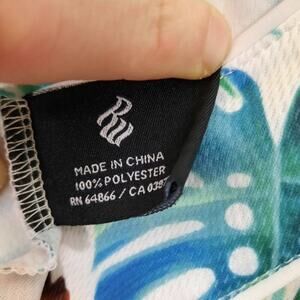 MADE IN CHINA
100% POLYESTER
RN 64866 / CA